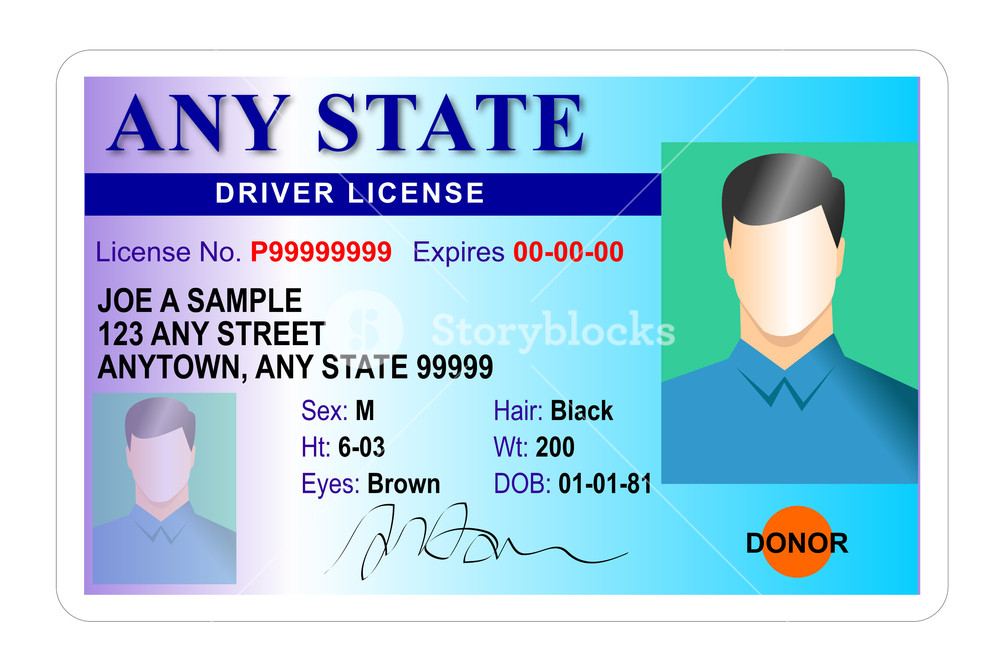 ANY STATE
DRIVER LICENSE
License No. P99999999 Expires 00-00-00
JOE A SAMPLE
123 ANY STREET
Storyblocks
ANYTOWN, ANY STATE 99999
Sex: M Hair: Black
Ht: 6-03 Wt: 200
Eyes: Brown DOB: 01-01-81
DONOR